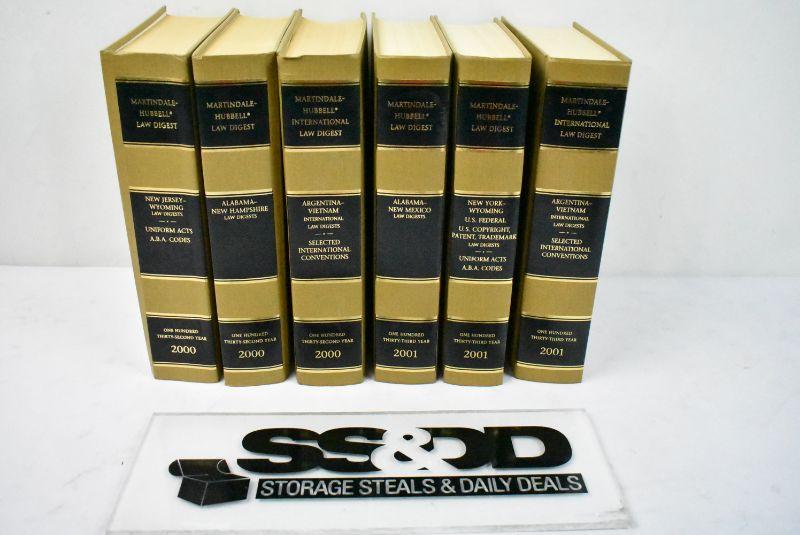 MARTINDALE-
HUBBELL®
LAW DIGEST
NEW JERSEY-
WYOMING
LAW DIGESTS
UNIFORM ACTS
A.B.A. CODES
ONE HUNDRED
THIRTY-SECOND YEAR
2000
MARTINDALE-
HUBBELL®
LAW DIGEST
ALABAMA-
NEW HAMPSHIRE
LAW DIGESTS
ONE HUNDRED
THIRTY-SECOND YEAR
2000
MARTINDALE-
HUBBELL®
INTERNATIONAL
LAW DIGEST
ARGENTINA-
VIETNAM
INTERNATIONAL
LAW DIGESTS
SELECTED
INTERNATIONAL
CONVENTIONS
ONE HUNDRED
THIRTY-SECOND YEAR
2000
MARTINDALE-
HUBBELL®
LAW DIGEST
ALABAMA-
NEW MEXICO
LAW DIGESTS
ONE HUNDRED
THIRTY-THIRD YEAR
2001
MARTINDALE-
HUBBELL®
LAW DIGEST
NEW YORK-
WYOMING
U.S. FEDERAL
U.S. COPYRIGHT,
PATENT, TRADEMARK
LAW DIGESTS
UNIFORM ACTS
A.B.A. CODES
ONE HUNDRED
THIRTY-THIRD YEAR
2001
MARTINDALE-
HUBBELL®
INTERNATIONAL
LAW DIGEST
ARGENTINA-
VIETNAM
INTERNATIONAL
LAW DIGESTS
SELECTED
INTERNATIONAL
CONVENTIONS
ONE HUNDRED
THIRTY-THIRD YEAR
2001
SS&DD
STORAGE STEALS & DAILY DEALS